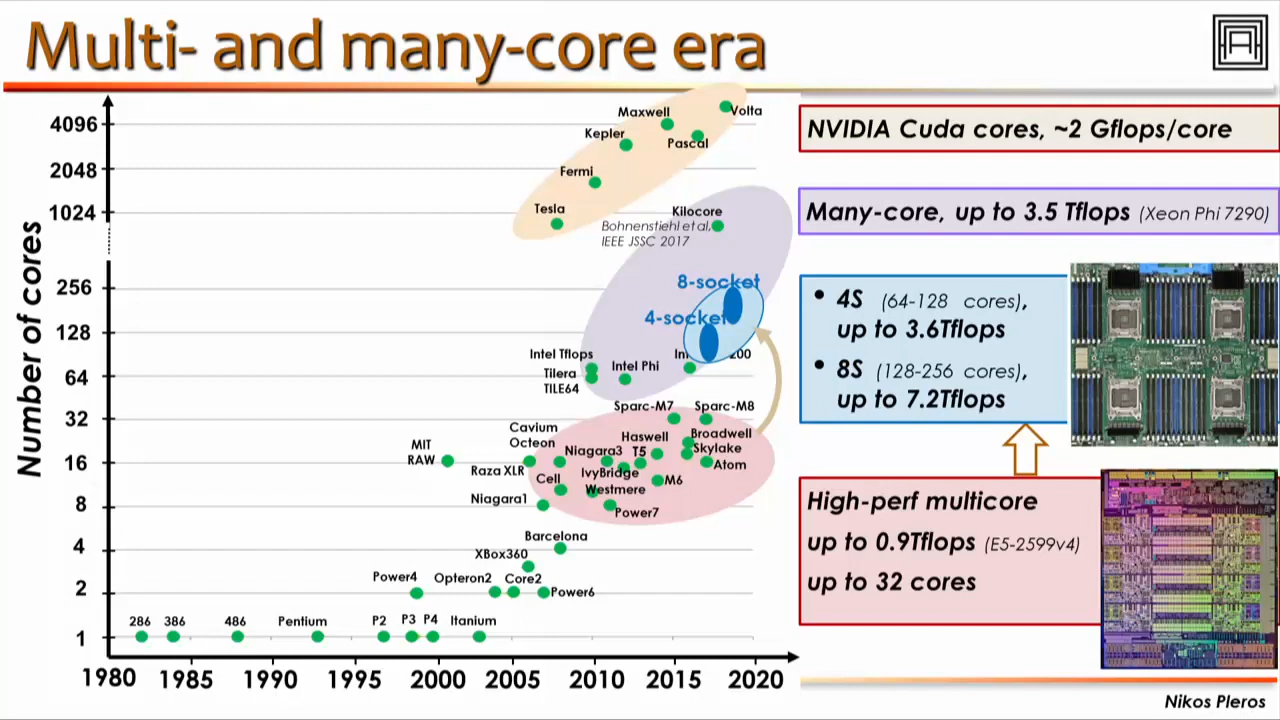 Multi- and many-core era
Number of cores
4096
2048
1024
256
128
64
32
16
8
4
2
1
1980
1985
1990
1995
2000
2005
2010
2015
2020
Maxwell
Volta
Kepler
Pascal
Fermi
Tesla
Kilocore
Bohnenstiehl et al,
IEEE JSSC 2017
8-socket
4-socket
Intel Tflops
In
200
Tilera
TILE64
Intel Phi
Sparc-M7
Sparc-M8
Cavium
Octeon
MIT
RAW
Haswell
Broadwell
Niagara3
T5
Skylake
Raza XLR
Atom
Cell
IvyBridge
M6
Westmere
Niagara1
Power7
Barcelona
XBox360
Power4
Opteron2
Core2
Power6
286
386
486
Pentium
P2
P3
P4
Itanium
NVIDIA Cuda cores, ~2 Gflops/core
Many-core, up to 3.5 Tflops (Xeon Phi 7290)
• 4S (64-128 cores),
up to 3.6Tflops
• 8S (128-256 cores),
up to 7.2Tflops
High-perf multicore
up to 0.9Tflops (E5-2599v4)
up to 32 cores
Nikos Pleros